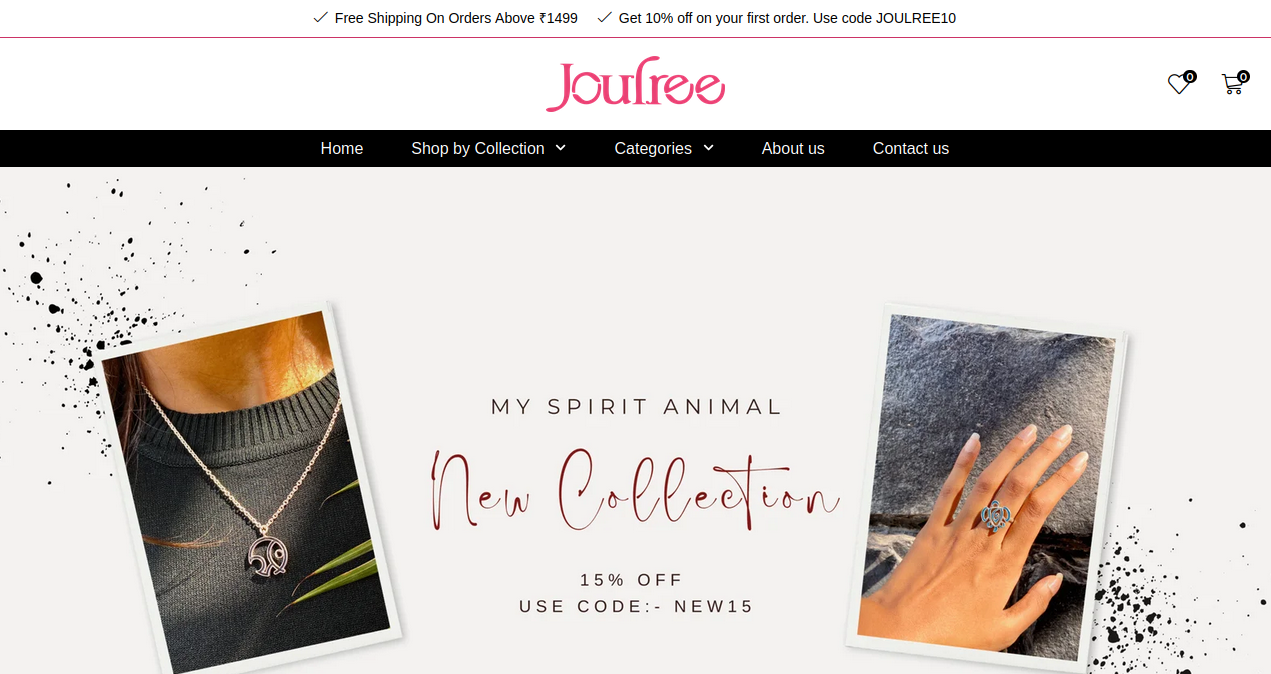 Free Shipping On Orders Above ₹1499 Get 10% off on your first order. Use code JOULREE10
Joulree
0 0
Home Shop by Collection Categories About us Contact us
MY SPIRIT ANIMAL
New Collection
15% OFF
USE CODE:- NEW15